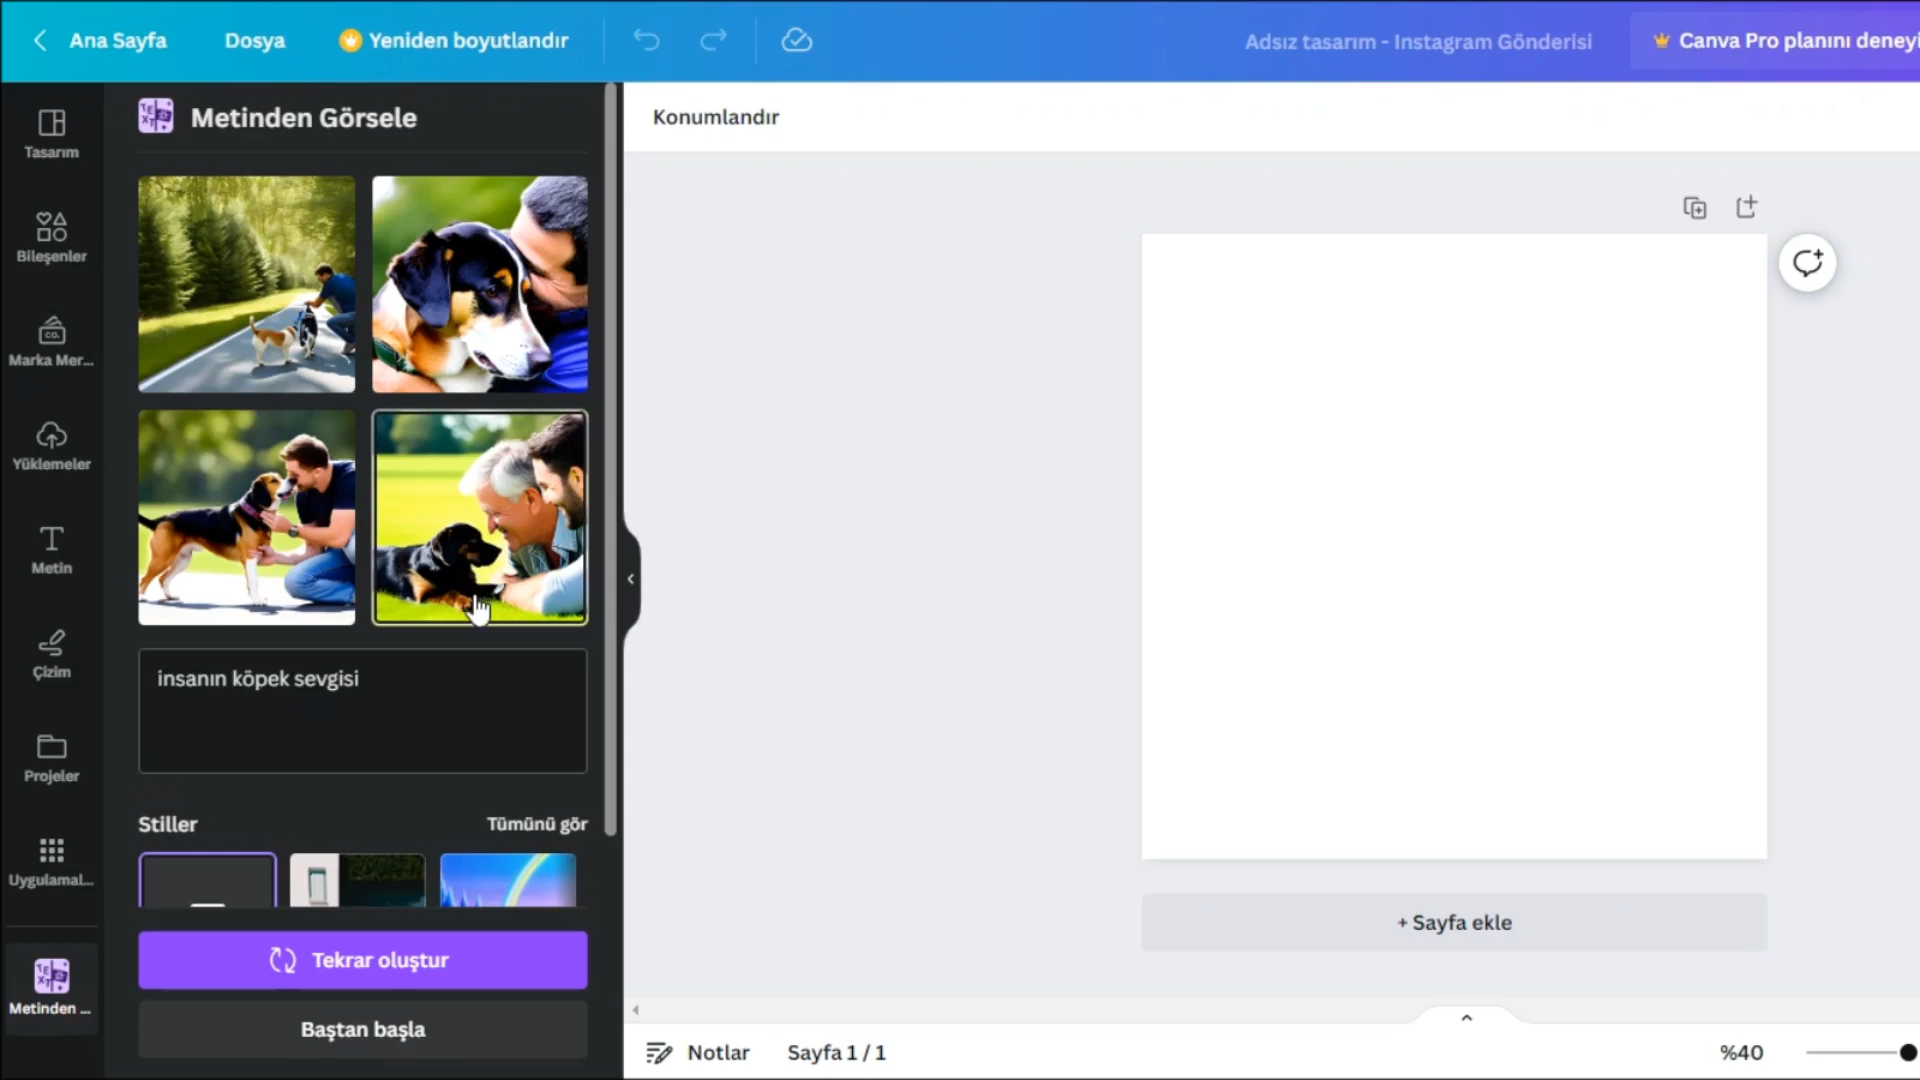 Ana Sayfa
Dosya
Yeniden boyutlandır
Adsız tasarım - Instagram Gönderisi
Canva Pro planını deneyi
Tasarım
Bileşenler
CO.
Marka Mer...
Yüklemeler
Metin
Çizim
Projeler
Uygulamal...
Metinden ...
Metinden Görsele
insanın köpek sevgisi
Stiller
Tümünü gör
Tekrar oluştur
Baştan başla
Konumlandır
+ Sayfa ekle
Notlar
Sayfa 1 / 1
%40